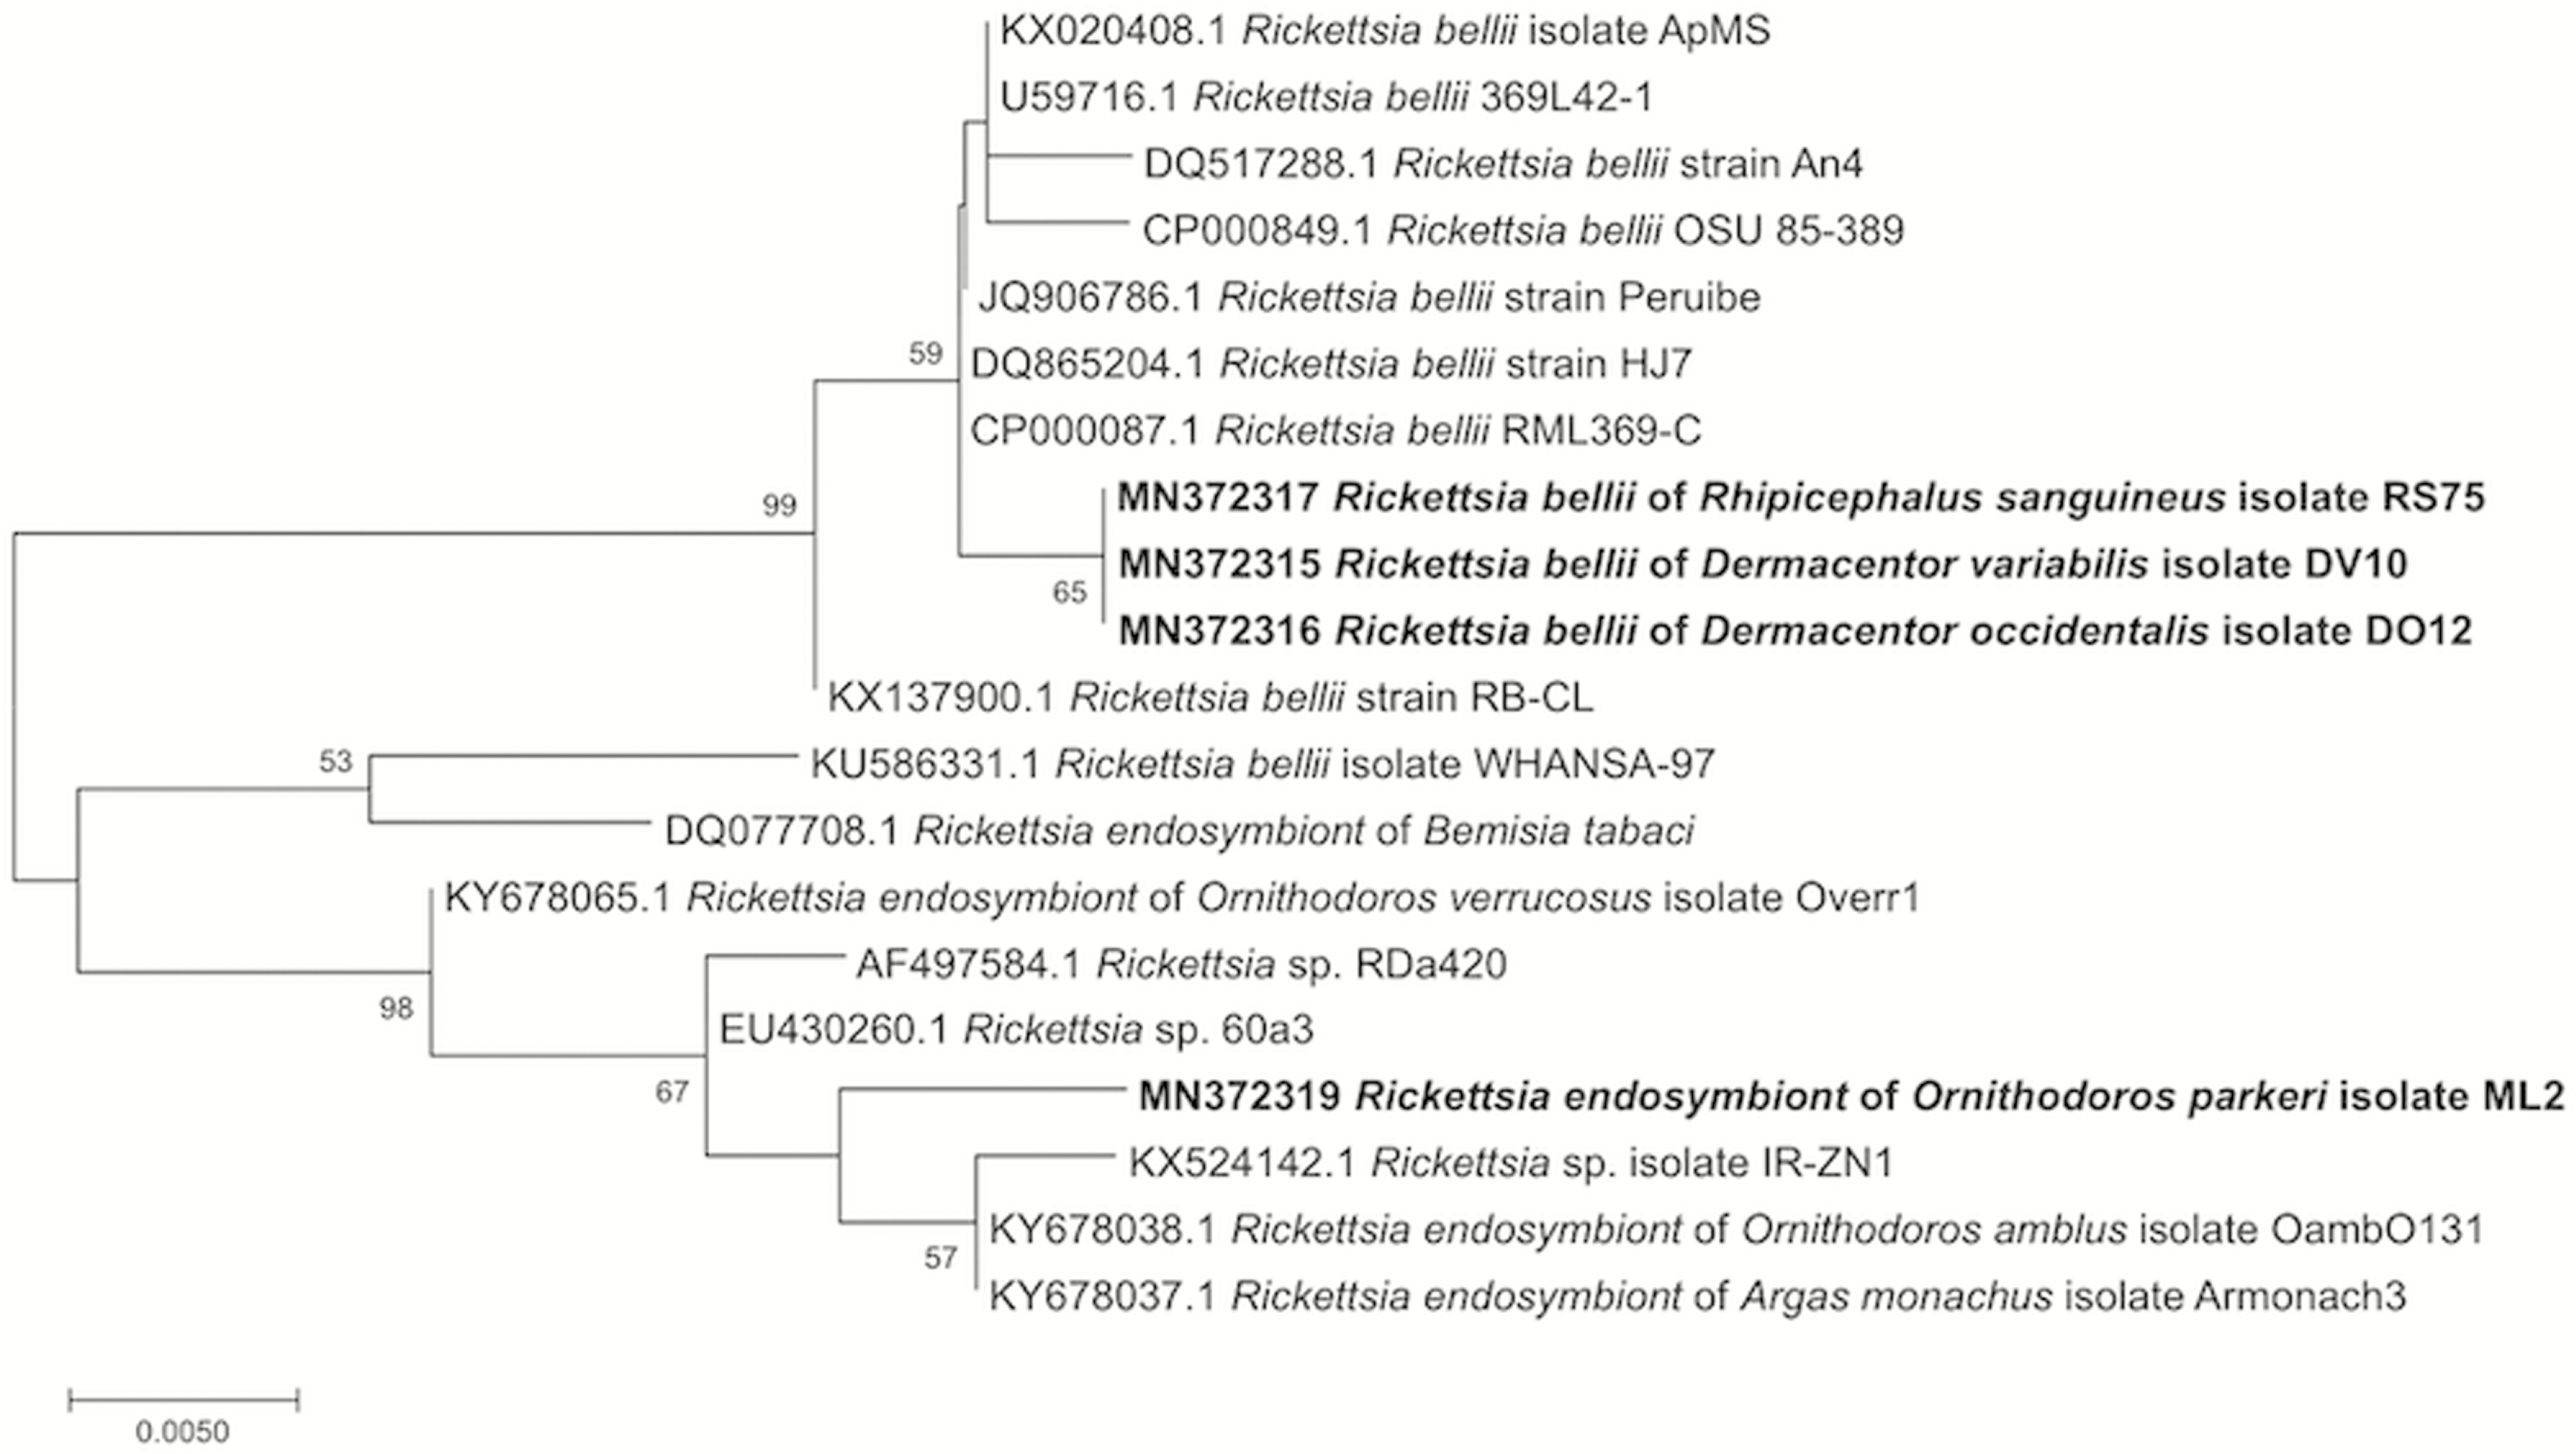 KX020408.1 Rickettsia bellii isolate ApMS
U59716.1 Rickettsia bellii 369L42-1
DQ517288.1 Rickettsia bellii strain An4
CP000849.1 Rickettsia bellii OSU 85-389
JQ906786.1 Rickettsia bellii strain Peruibe
59
DQ865204.1 Rickettsia bellii strain HJ7
CP000087.1 Rickettsia bellii RML369-C
99
MN372317 Rickettsia bellii of Rhipicephalus sanguineus isolate RS75
MN372315 Rickettsia bellii of Dermacentor variabilis isolate DV10
65
MN372316 Rickettsia bellii of Dermacentor occidentalis isolate DO12
KX137900.1 Rickettsia bellii strain RB-CL
53
KU586331.1 Rickettsia bellii isolate WHANSA-97
DQ077708.1 Rickettsia endosymbiont of Bemisia tabaci
KY678065.1 Rickettsia endosymbiont of Ornithodoros verrucosus isolate Overr1
AF497584.1 Rickettsia sp. RDa420
98
EU430260.1 Rickettsia sp. 60a3
67
MN372319 Rickettsia endosymbiont of Ornithodoros parkeri isolate ML2
KX524142.1 Rickettsia sp. isolate IR-ZN1
KY678038.1 Rickettsia endosymbiont of Ornithodoros amblus isolate OambO131
57
KY678037.1 Rickettsia endosymbiont of Argas monachus isolate Armonach3
0.0050